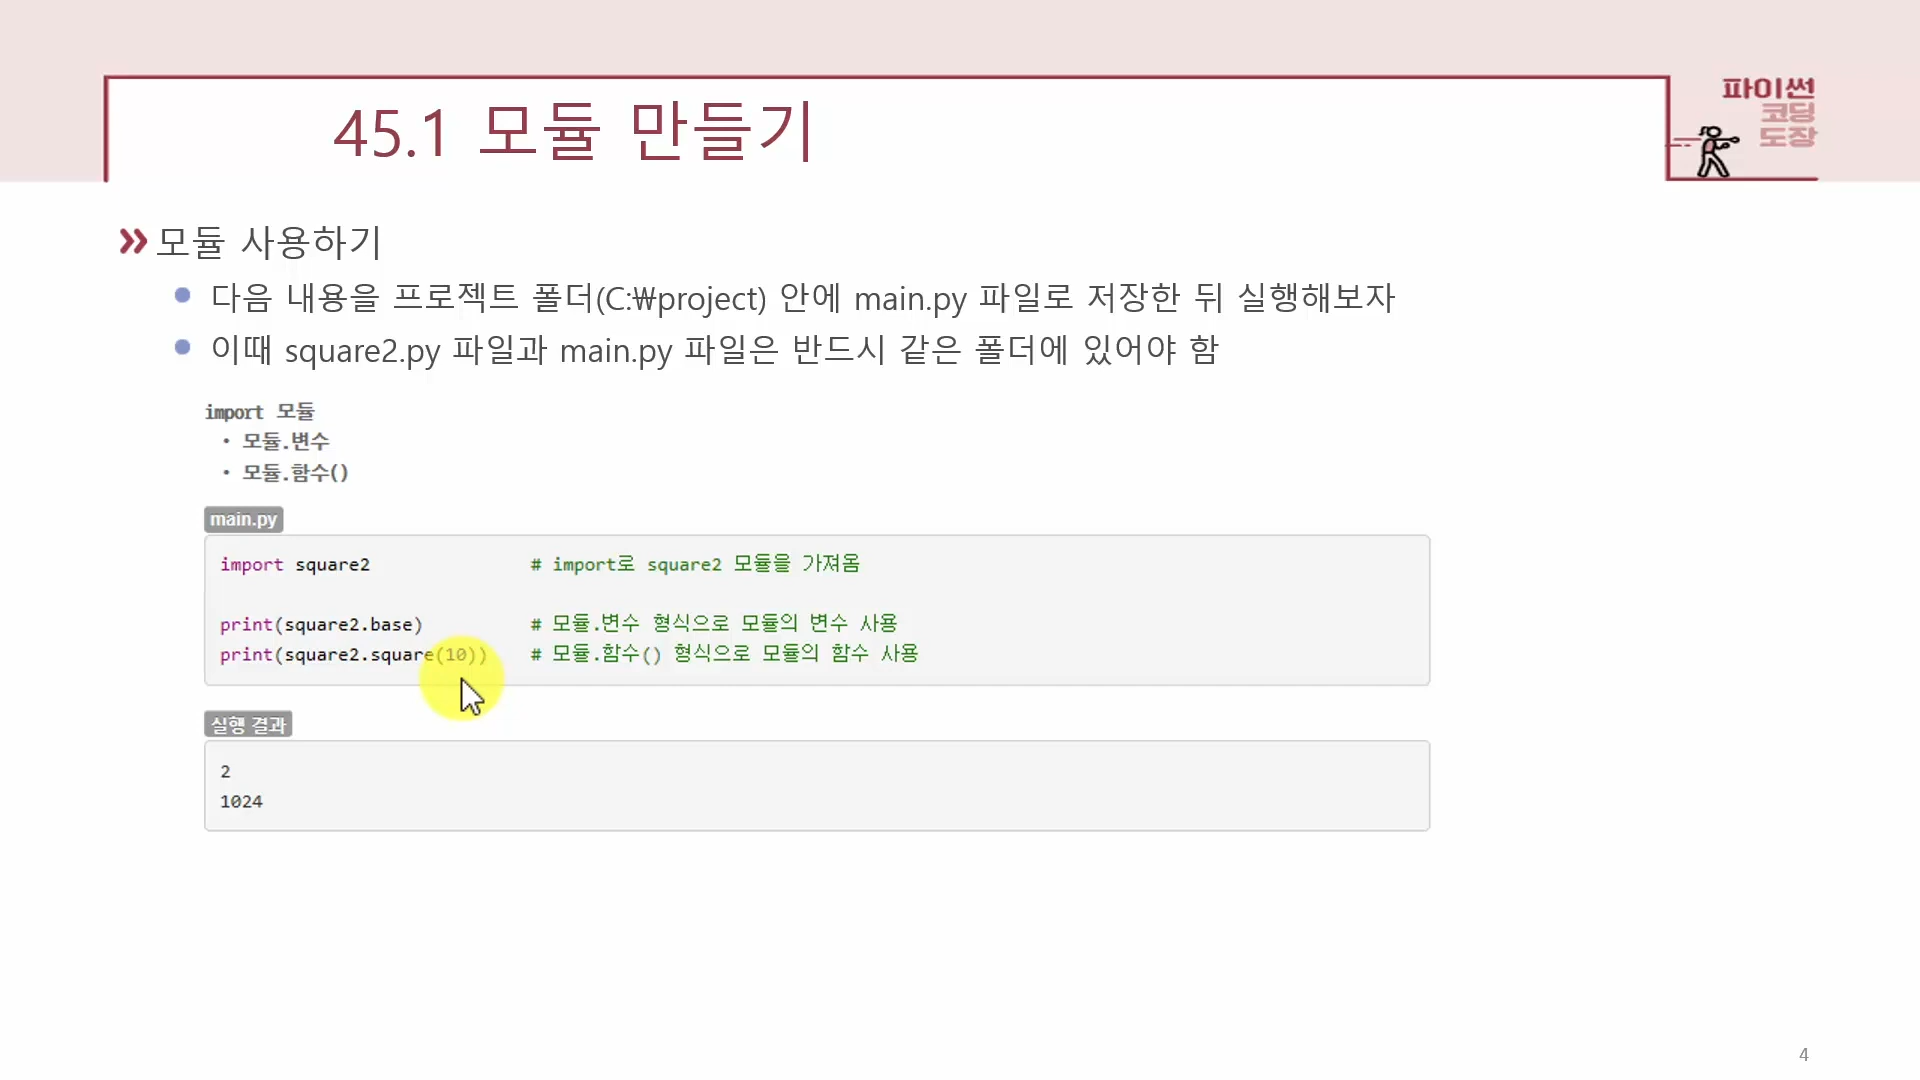 45.1 모듈 만들기
파이썬
코딩
도장
모듈 사용하기
다음 내용을 프로젝트 폴더(C:₩project) 안에 main.py 파일로 저장한 뒤 실행해보자
이때 square2.py 파일과 main.py 파일은 반드시 같은 폴더에 있어야 함
import 모듈
• 모듈.변수
• 모듈.함수()
main.py
import square2 # import로 square2 모듈을 가져옴
print(square2.base) # 모듈.변수 형식으로 모듈의 변수 사용
print(square2.square(10)) # 모듈.함수() 형식으로 모듈의 함수 사용
실행 결과
2
1024
4